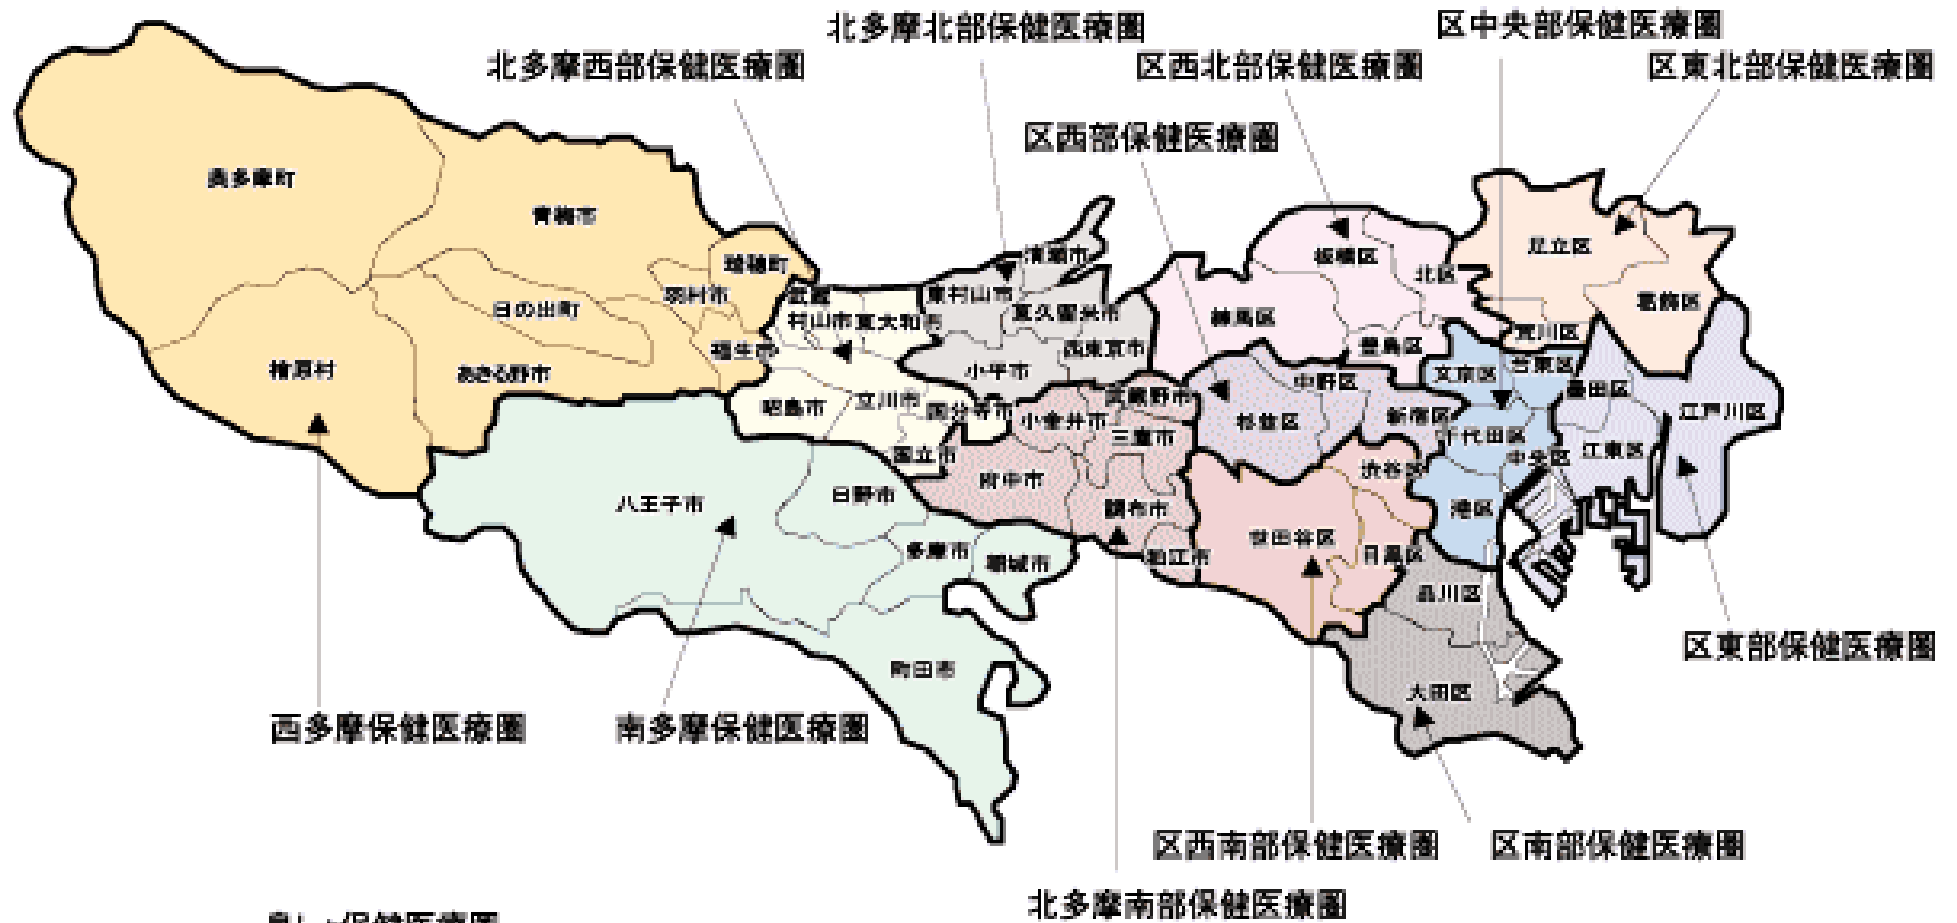 北多摩北部保健医療圏
区中央部保健医療圏
北多摩西部保健医療圏
区西北部保健医療圏
区東北部保健医療圏
区西部保健医療圏
奥多摩町
青梅市
瑞穂町
羽村市
日の出町
福生市
檜原村
あきる野市
武蔵
村山市
東大和市
東村山市
清瀬市
東久留米市
西東京市
小平市
昭島市
立川市
国分寺市
国立市
小金井市
武蔵野市
三鷹市
府中市
調布市
狛江市
八王子市
日野市
多摩市
稲城市
町田市
板橋区
北区
練馬区
豊島区
足立区
葛飾区
荒川区
文京区
台東区
墨田区
江戸川区
中野区
杉並区
新宿区
千代田区
中央区
江東区
渋谷区
港区
世田谷区
目黒区
品川区
大田区
区東部保健医療圏
西多摩保健医療圏
南多摩保健医療圏
区西南部保健医療圏
区南部保健医療圏
北多摩南部保健医療圏
保健医療圏